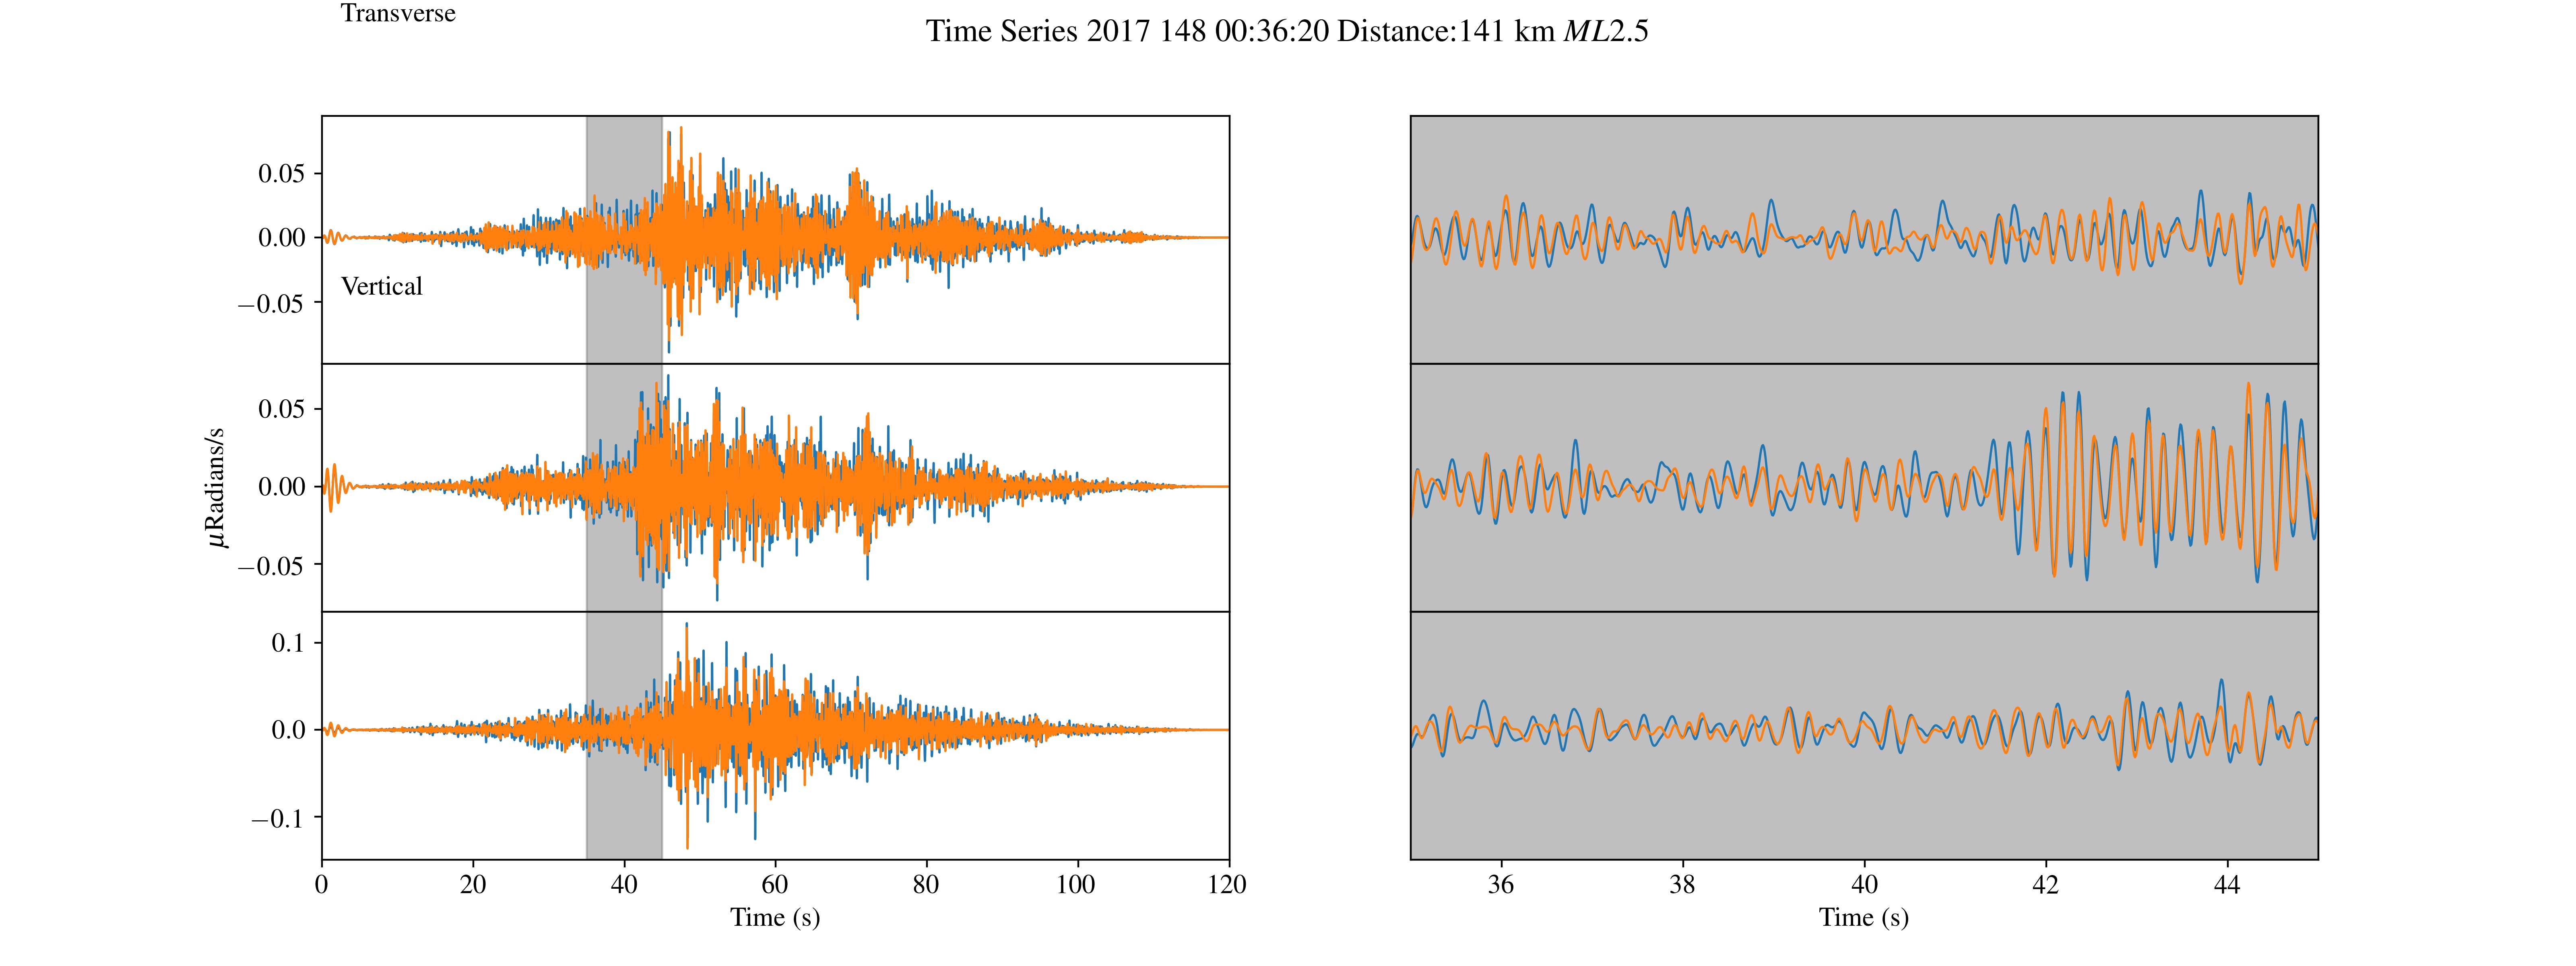 Transverse
Time Series 2017 148 00:36:20 Distance:141 km ML2.5
0.05
0.00
Vertical
−0.05
0.05
0.00
−0.05
μRadians/s
0.1
0.0
−0.1
0 20 40 60 80 100 120
Time (s)
36 38 40 42 44
Time (s)